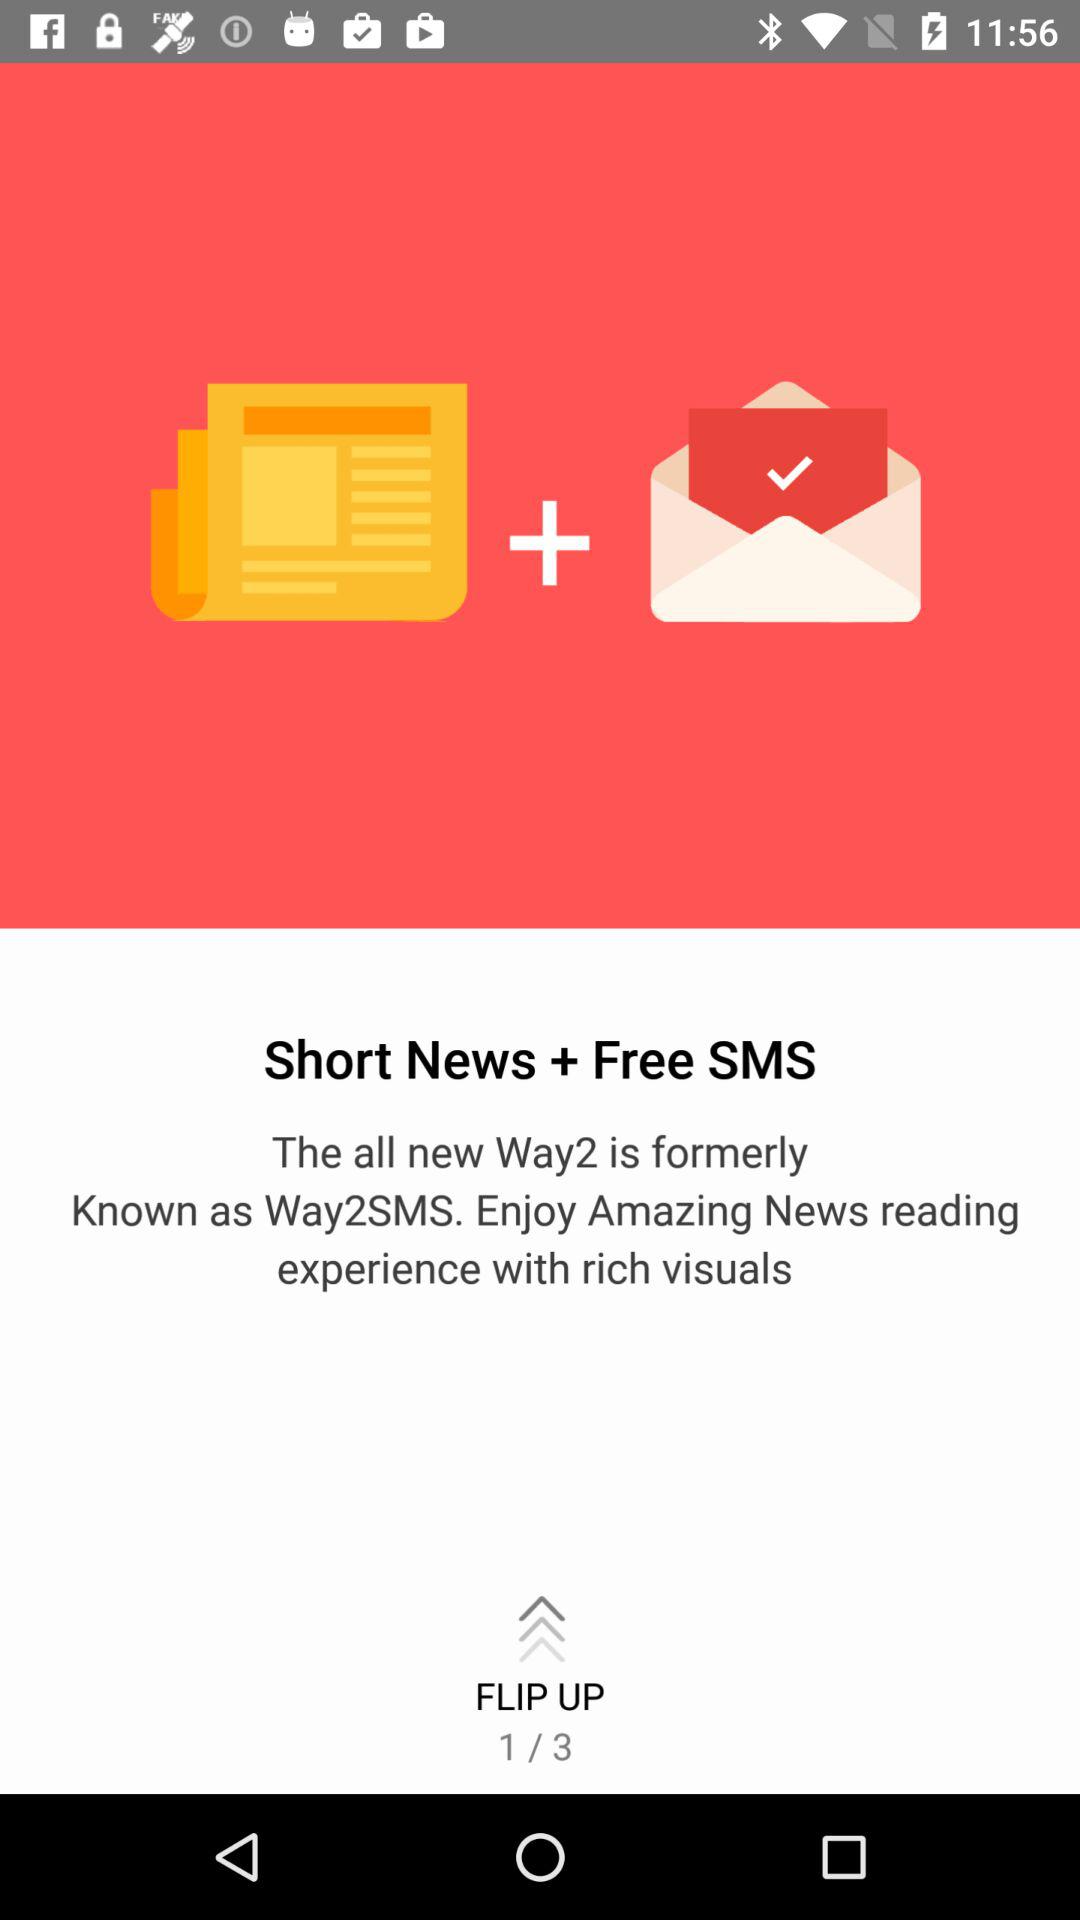 FAKE
11:56
Short News + Free SMS
The all new Way2 is formerly
Known as Way2SMS. Enjoy Amazing News reading
experience with rich visuals
FLIP UP
1 / 3